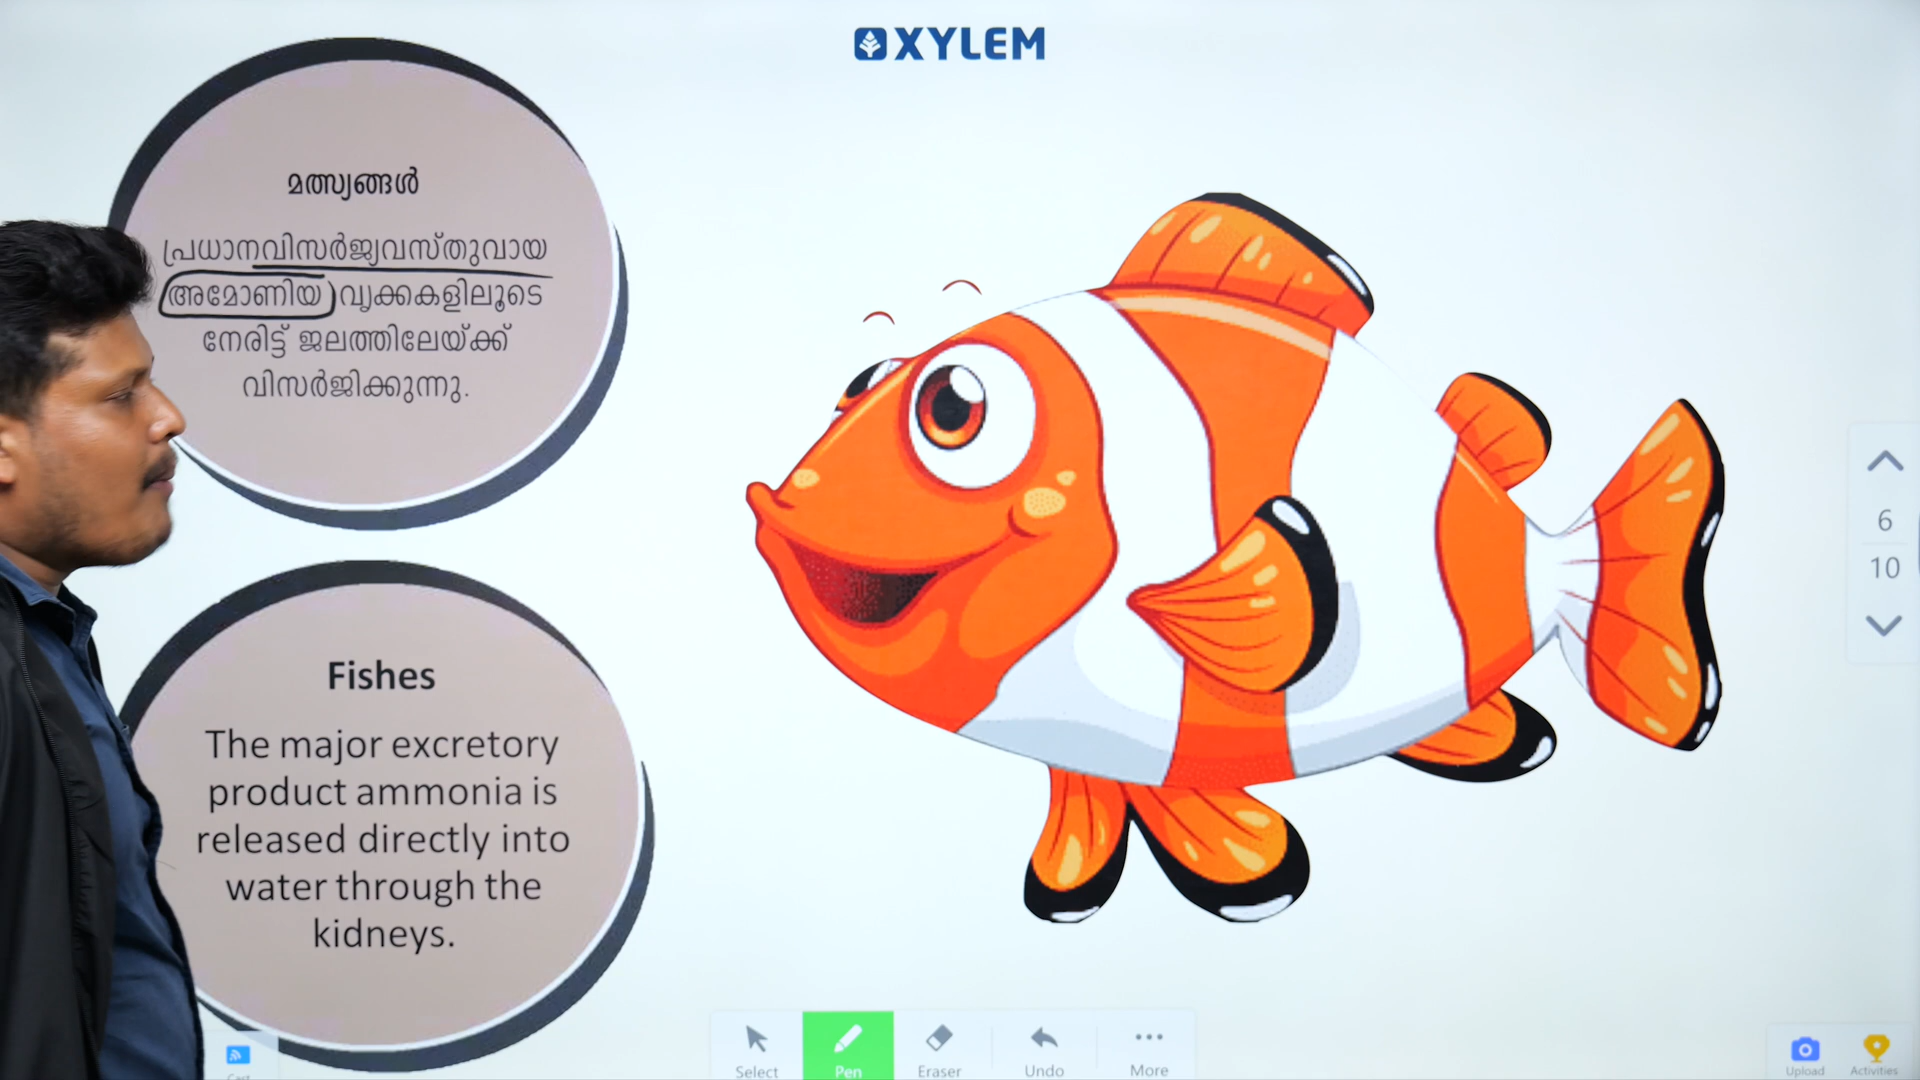 XYLEM
മത്സ്യങ്ങൾ
പ്രധാനവിസർജ്യവസ്തുവായ
അമോണിയ വൃക്കകളിലൂടെ
നേരിട്ട് ജലത്തിലേയ്ക്ക്
വിസർജിക്കുന്നു.
Fishes
The major excretory
product ammonia is
released directly into
water through the
kidneys.
6
10
Cast
Select
Pen
Eraser
Undo
More
Upload
Activities